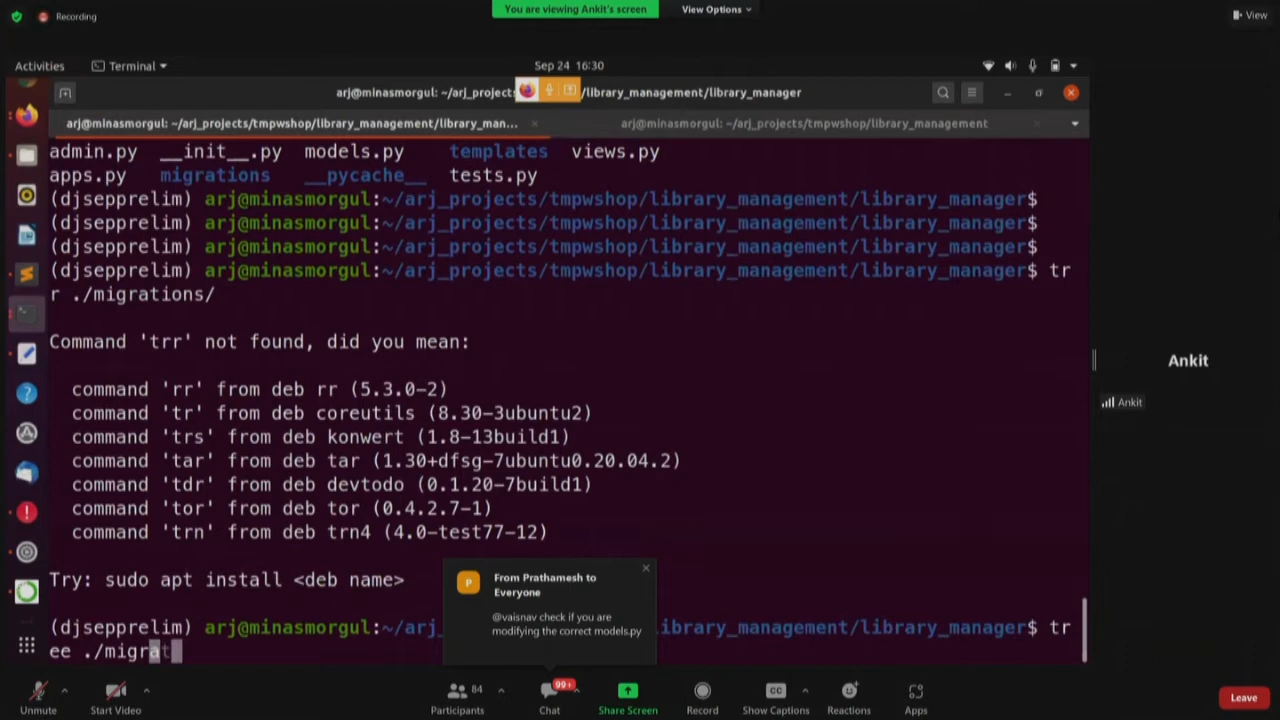 Recording
You are viewing Ankit's screen
View Options
View
Activities
Terminal
Sep 24 16:30
arj@minasmorgul: ~/arj_projects /library_management/library_manager
arj@minasmorgul: ~/arj_projects/tmpwshop/library_management/library_man...
arj@minasmorgul: ~/arj_projects/tmpwshop/library_management
admin.py __init__.py models.py templates views.py
apps.py migrations __pycache__ tests.py
(djsepprelim) arj@minasmorgul:~/arj_projects/tmpwshop/library_management/library_manager$
(djsepprelim) arj@minasmorgul:~/arj_projects/tmpwshop/library_management/library_manager$
(djsepprelim) arj@minasmorgul:~/arj_projects/tmpwshop/library_management/library_manager$
(djsepprelim) arj@minasmorgul:~/arj_projects/tmpwshop/library_management/library_manager$ tr
r ./migrations/
Command 'trr' not found, did you mean:
command 'rr' from deb rr (5.3.0-2)
command 'tr' from deb coreutils (8.30-3ubuntu2)
command 'trs' from deb konwert (1.8-13build1)
command 'tar' from deb tar (1.30+dfsg-7ubuntu0.20.04.2)
command 'tdr' from deb devtodo (0.1.20-7build1)
command 'tor' from deb tor (0.4.2.7-1)
command 'trn' from deb trn4 (4.0-test77-12)
Try: sudo apt install <deb name>
(djsepprelim) arj@minasmorgul:~/arj_ ibrary_management/library_manager$ tr
ee ./migrat
P
From Prathamesh to
Everyone
@vaisnav check if you are
modifying the correct models.py
Ankit
Ankit
Unmute
Start Video
84
Participants
99+
Chat
Share Screen
Record
CC
Show Captions
Reactions
Apps
Leave